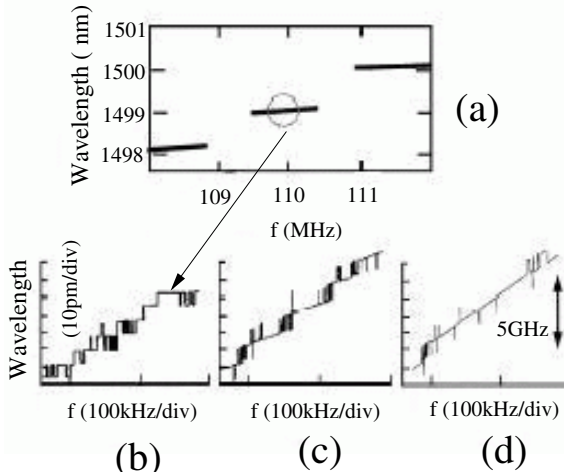 1501
1500
1499
1498
Wavelength ( nm)
(a)
109 110 111
f (MHz)
Wavelength
(10pm/div)
5GHz
f (100kHz/div) f (100kHz/div) f (100kHz/div)
(b) (c) (d)